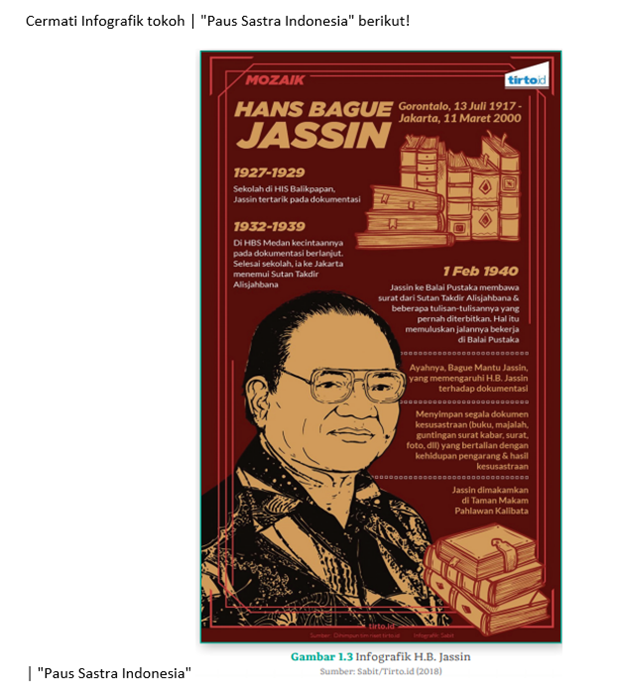 Cermati Infografik tokoh | "Paus Sastra Indonesia" berikut!
MOZAIK
tirto.id
HANS BAGUE
JASSIN
Gorontalo, 13 Juli 1917 -
Jakarta, 11 Maret 2000
1927-1929
Sekolah di HIS Balikpapan,
Jassin tertarik pada dokumentasi
1932-1939
Di HBS Medan kecintaannya
pada dokumentasi berlanjut.
Selesai sekolah, ia ke Jakarta
menemui Sutan Takdir
Alisjahbana
1 Feb 1940
Jassin ke Balai Pustaka membawa
surat dari Sutan Takdir Alisjahbana &
beberapa tulisan-tulisannya yang
pernah diterbitkan. Hal itu
memuluskan jalannya bekerja
di Balai Pustaka
Ayahnya, Bague Mantu Jassin,
yang memengaruhi H.B. Jassin
terhadap dokumentasi
Menyimpan segala dokumen
kesusastraan (buku, majalah,
guntingan surat kabar, surat,
foto, dll) yang bertalian dengan
kehidupan pengarang & hasil
kesusastraan
Jassin dimakamkan
di Taman Makam
Pahlawan Kalibata
tirto.id
Infografik: Sabit
Gambar 1.3 Infografik H.B. Jassin
Sumber: Sabit/Tirto.id (2018)
| "Paus Sastra Indonesia"